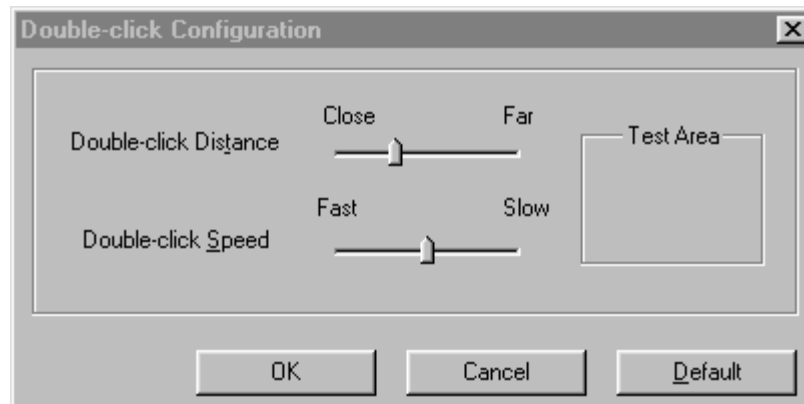 Double-click Configuration
Close Far
Double-click Distance
Test Area
Fast Slow
Double-click Speed
OK Cancel Default